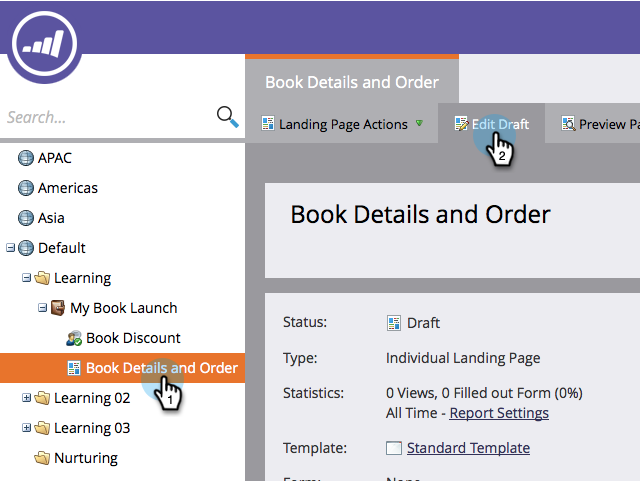 Book Details and Order
Search...
Landing Page Actions
Edit Draft
Preview Pa
2
APAC
Americas
Asia
Default
Learning
My Book Launch
Book Discount
Book Details and Order
1
Learning 02
Learning 03
Nurturing
Book Details and Order
Status: Draft
Type: Individual Landing Page
Statistics: 0 Views, 0 Filled out Form (0%)
All Time - Report Settings
Template: Standard Template